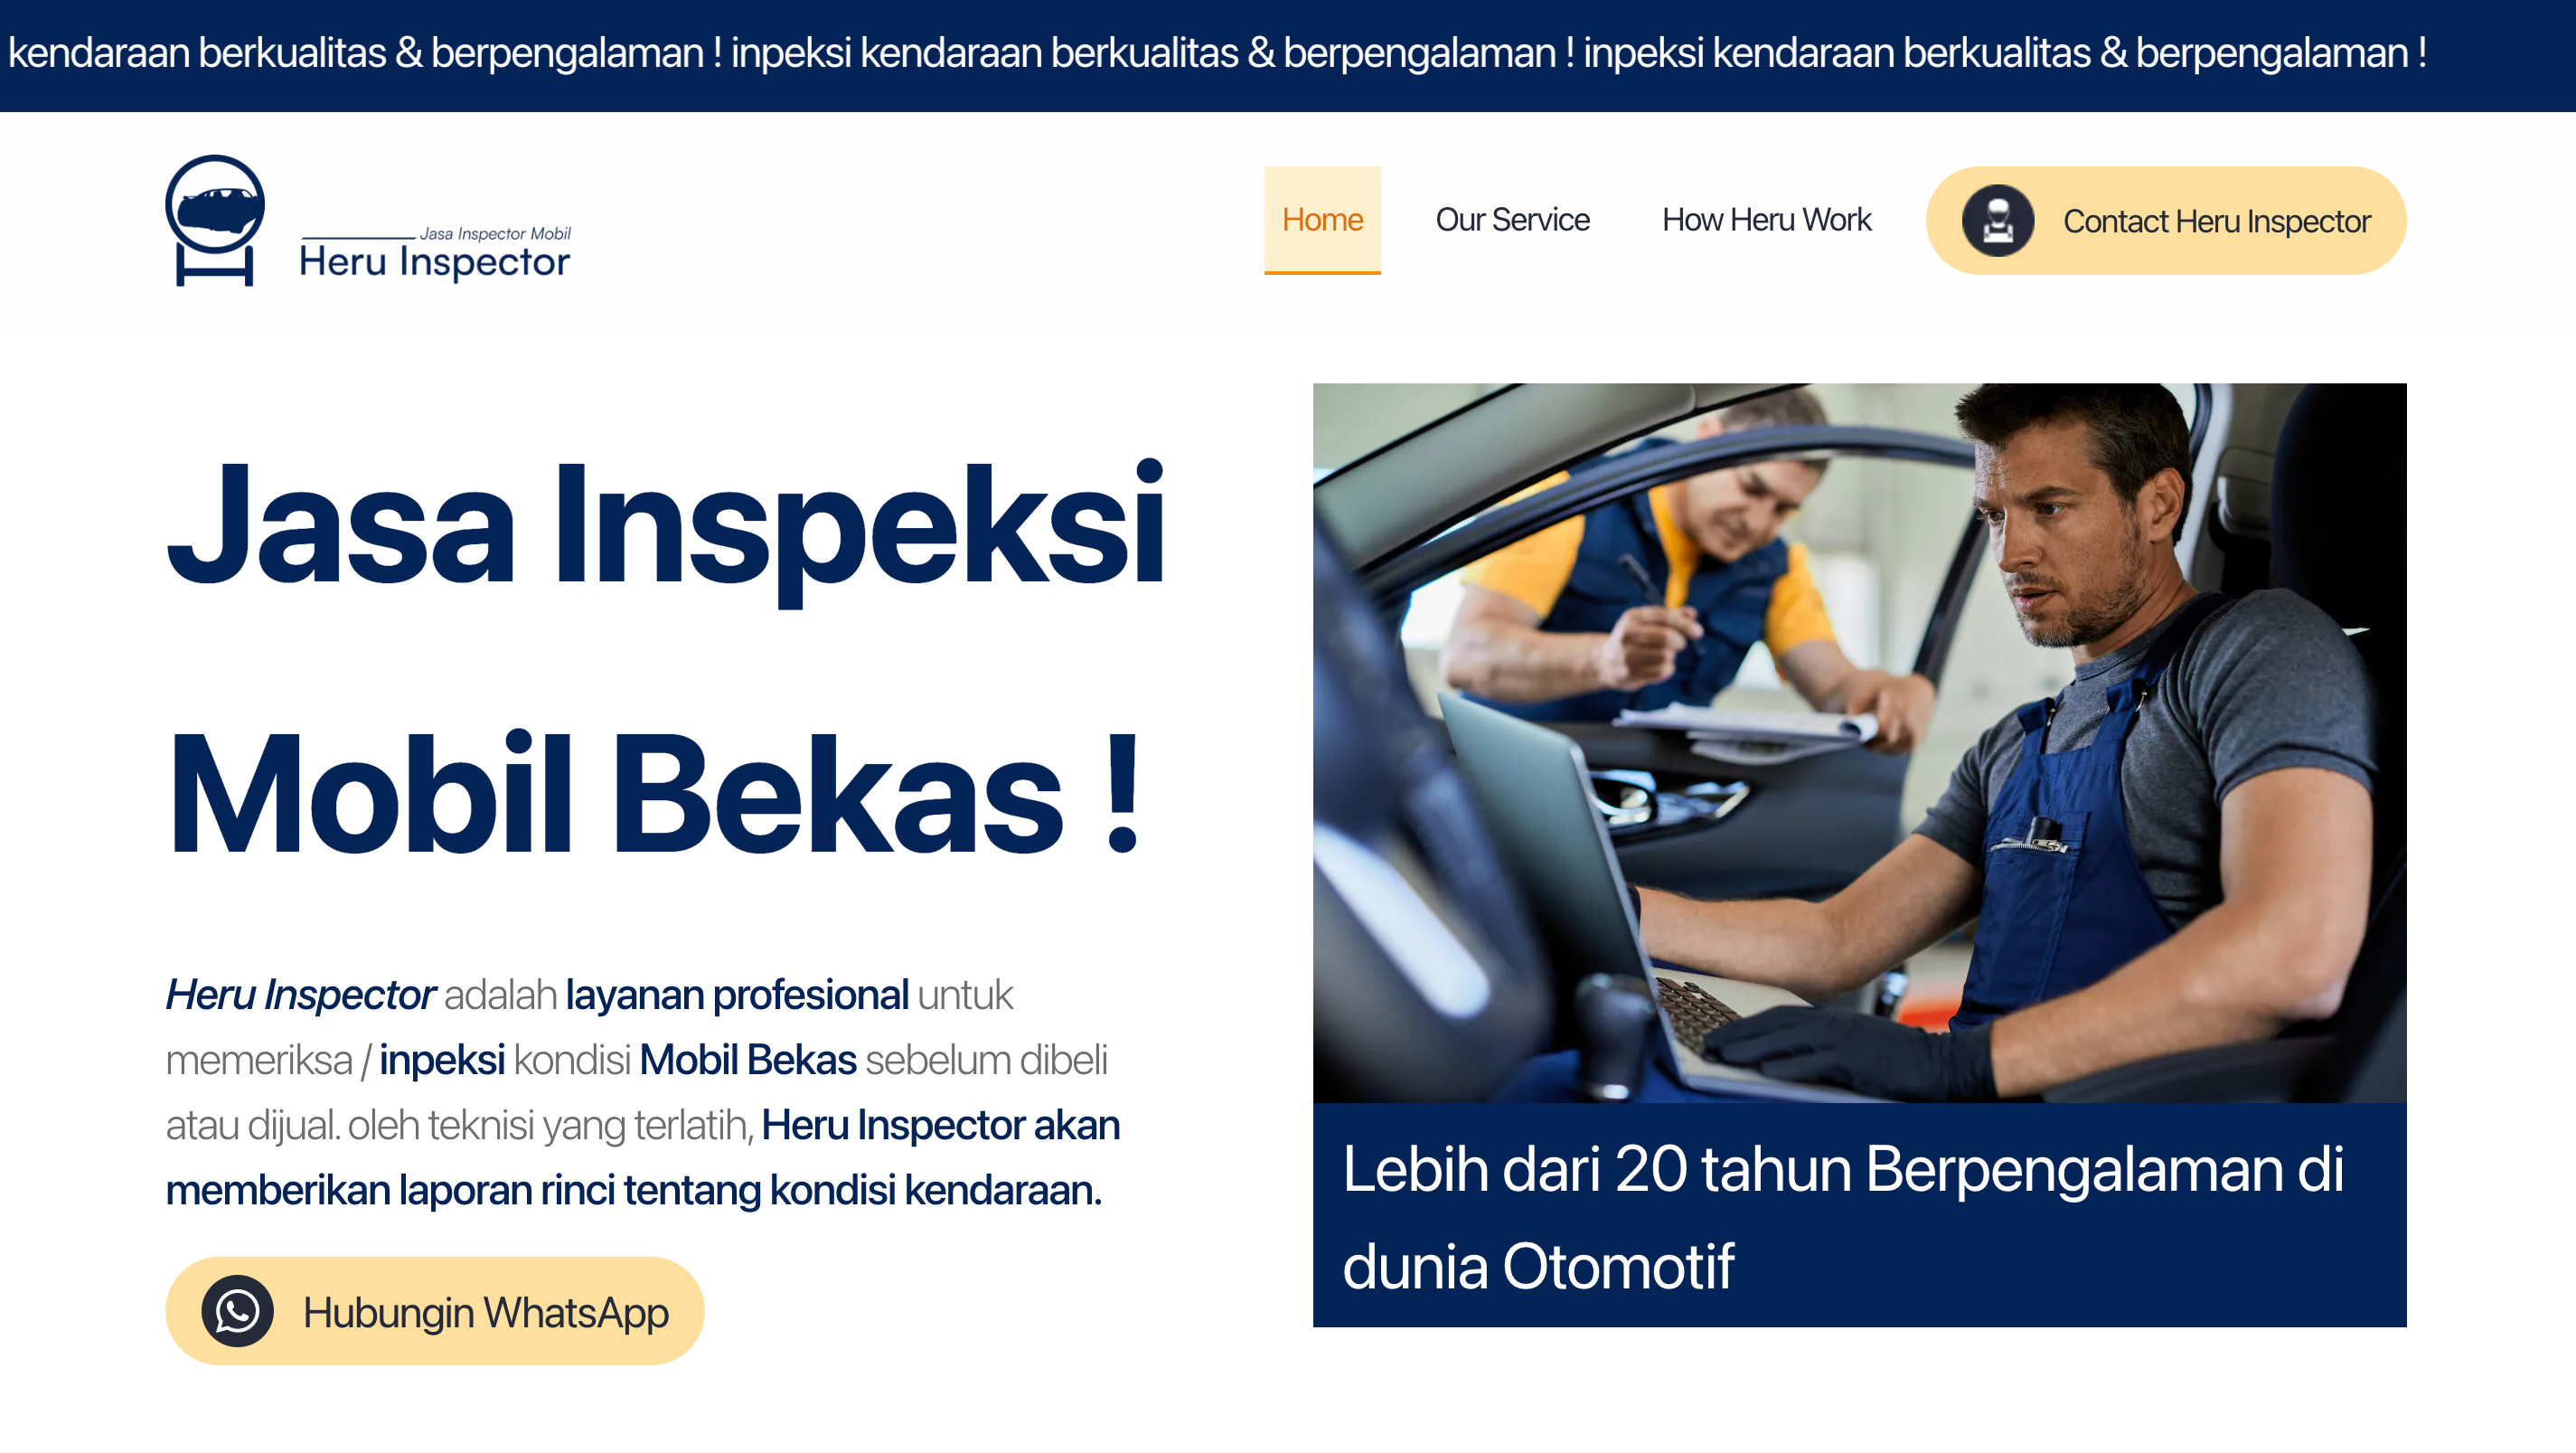 kendaraan berkualitas & berpengalaman ! inpeksi kendaraan berkualitas & berpengalaman ! inpeksi kendaraan berkualitas & berpengalaman !
Jasa Inspector Mobil
Heru Inspector
Home
Our Service
How Heru Work
Contact Heru Inspector
Jasa Inspeksi
Mobil Bekas !
Heru Inspector adalah layanan profesional untuk
memeriksa / inpeksi kondisi Mobil Bekas sebelum dibeli
atau dijual. oleh teknisi yang terlatih, Heru Inspector akan
memberikan laporan rinci tentang kondisi kendaraan.
Hubungin WhatsApp
Lebih dari 20 tahun Berpengalaman di
dunia Otomotif